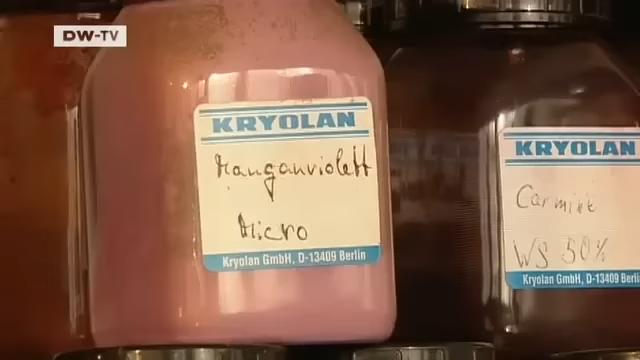 DW-TV
KRYOLAN
Manganviolett
Micro
Kryolan GmbH, D-13409 Berlin
KRYOLAN
Carmine
WS 50%
Kryolan GmbH, D-13409 Berlin